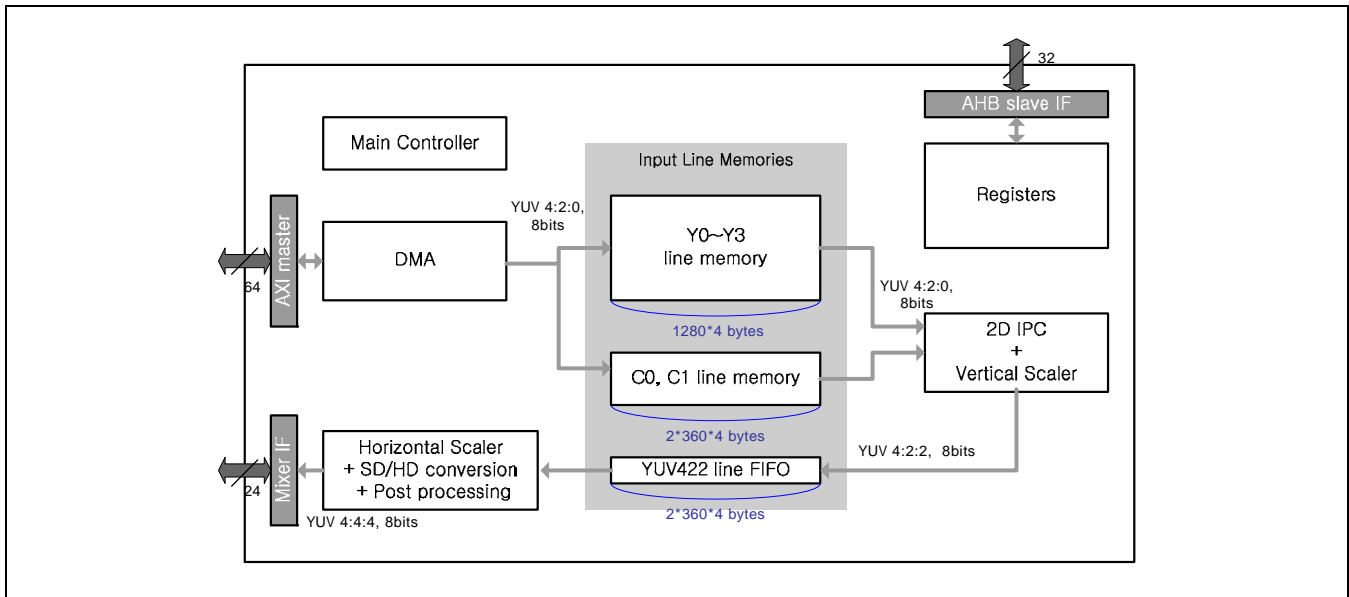 32
AHB slave IF
Main Controller
Input Line Memories
Registers
YUV 4:2:0,
8bits
Y0~Y3
line memory
AXI master
DMA
64
YUV 4:2:0,
8bits
1280*4 bytes
2D IPC
+
Vertical Scaler
C0, C1 line memory
2*360*4 bytes
Mixer IF
Horizontal Scaler
+ SD/HD conversion
+ Post processing
YUV422 line FIFO
YUV 4:2:2, 8bits
24
2*360*4 bytes
YUV 4:4:4, 8bits